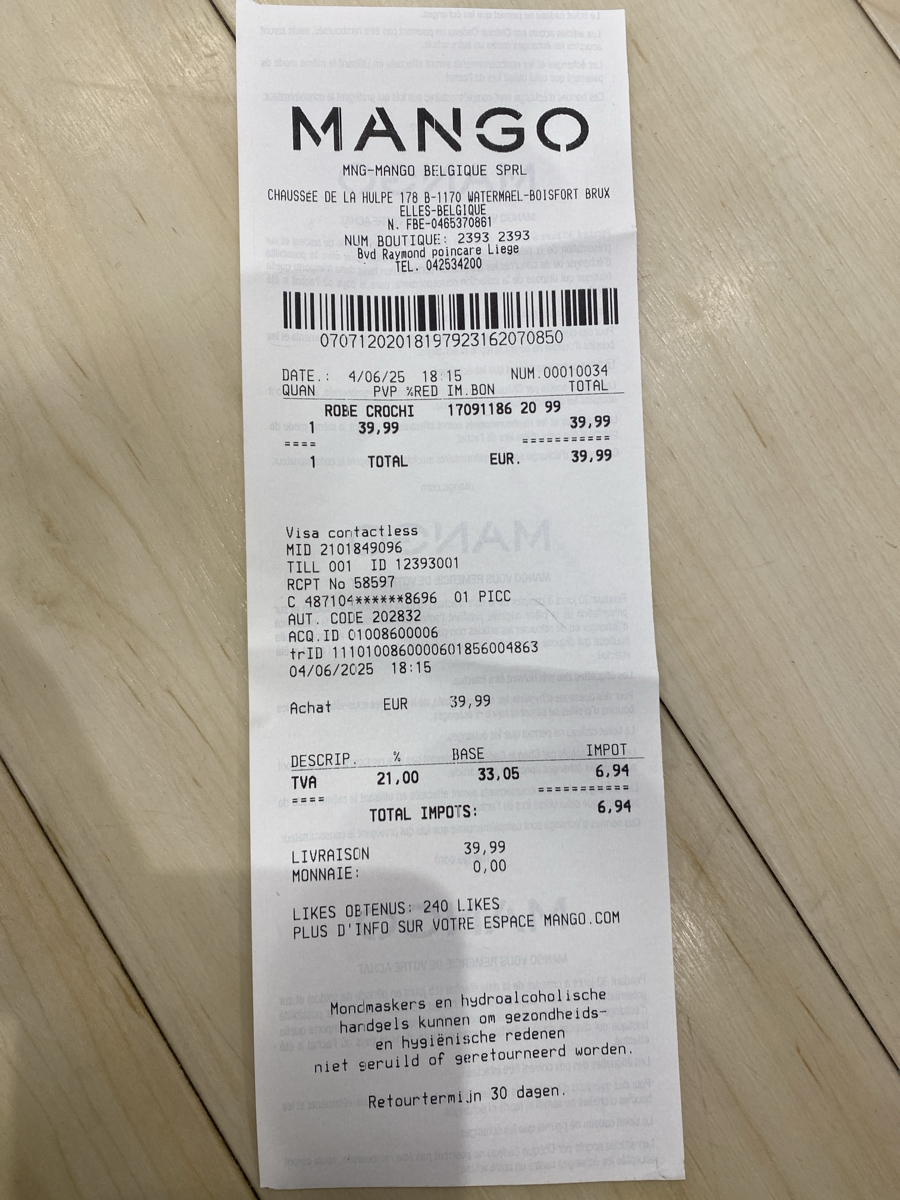 MANGO
MNG-MANGO BELGIQUE SPRL
CHAUSSÉE DE LA HULPE 178 B-1170 WATERMAEL-BOISFORT BRUX
ELLES-BELGIQUE
N. FBE-0465370861
NUM BOUTIQUE: 2393 2393
Bvd Raymond poincare Liege
TEL. 042534200
07071202018197923162070850
DATE.: 4/06/25 18:15 NUM.00010034
QUAN PVP %RED IM.BON TOTAL
ROBE CROCHI 17091186 20 99
1 39,99 39,99
==== ===========
1 TOTAL EUR. 39,99
Visa contactless
MID 2101849096
TILL 001 ID 12393001
RCPT No 58597
C 487104******8696 01 PICC
AUT. CODE 202832
ACQ.ID 01008600006
trID 1110100860000601856004863
04/06/2025 18:15
Achat EUR 39,99
DESCRIP. % BASE IMPOT
TVA 21,00 33,05 6,94
==== ===========
TOTAL IMPOTS: 6,94
LIVRAISON 39,99
MONNAIE: 0,00
LIKES OBTENUS: 240 LIKES
PLUS D'INFO SUR VOTRE ESPACE MANGO.COM
Mondmaskers en hydroalcoholische
handgels kunnen om gezondheids-
en hygiënische redenen
niet geruild of geretourneerd worden.
Retourtermijn 30 dagen.